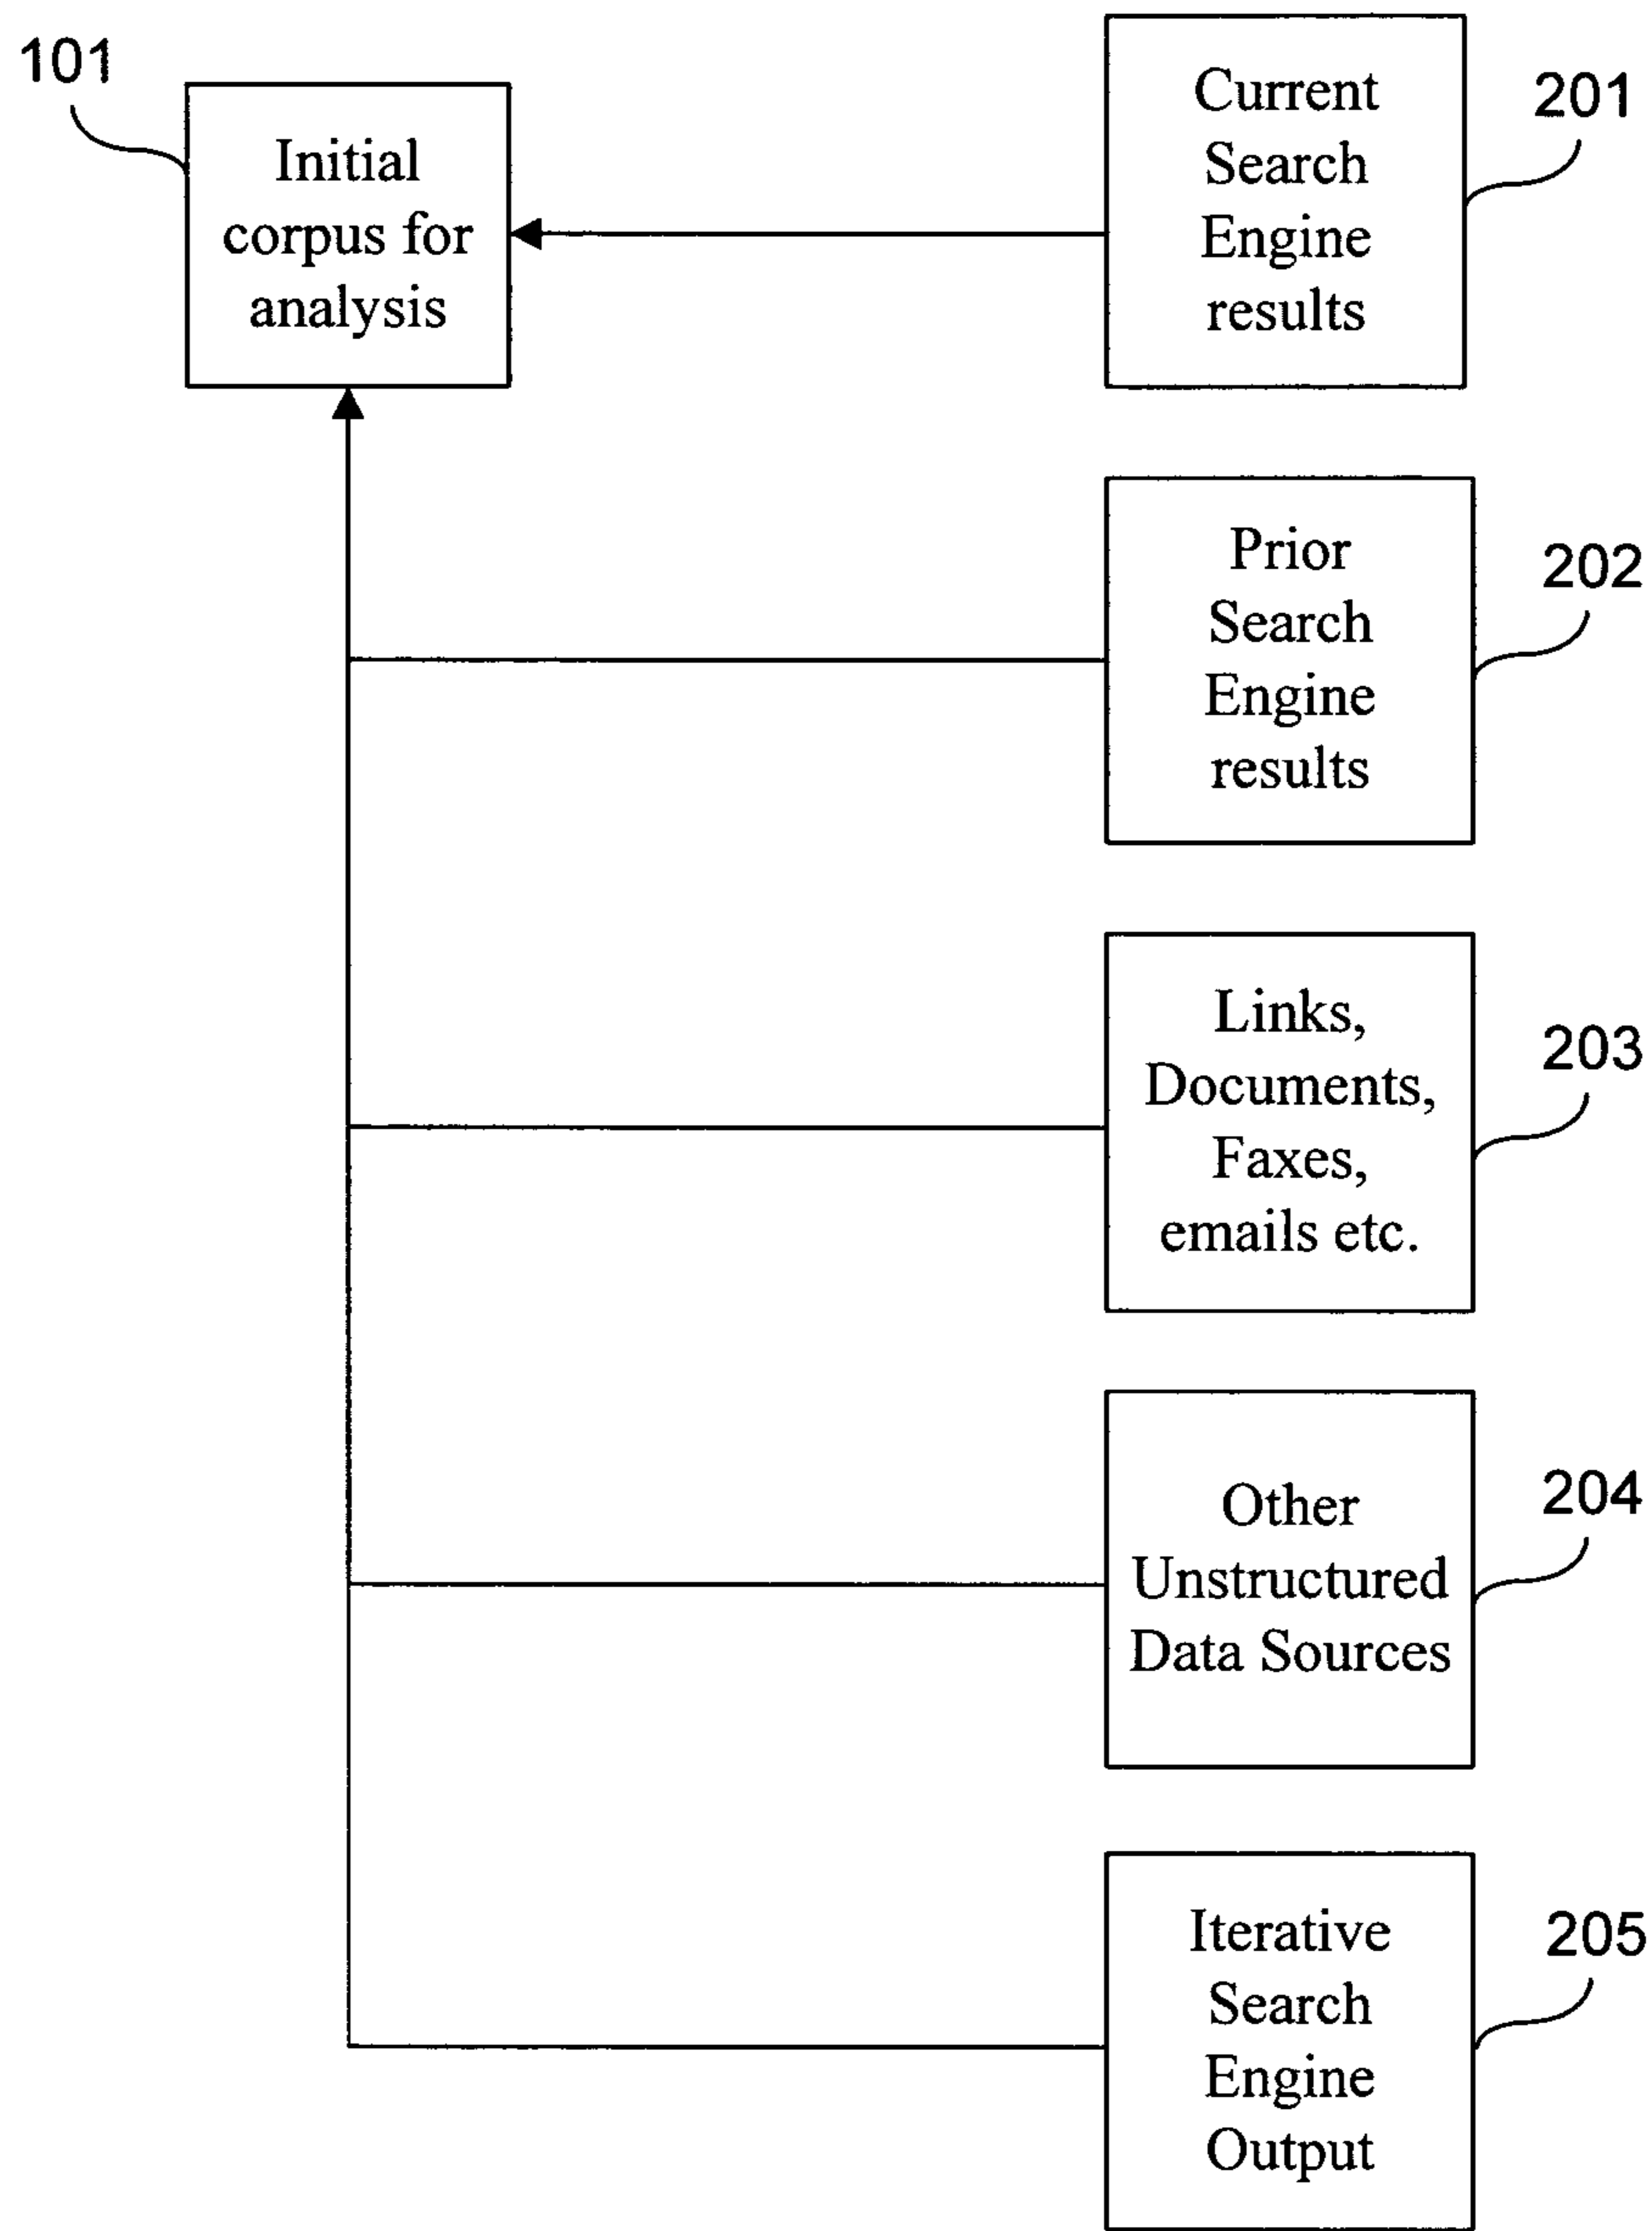 101
Initial
corpus for
analysis
Current
Search
Engine
results
201
Prior
Search
Engine
results
202
Links,
Documents,
Faxes,
emails etc.
203
Other
Unstructured
Data Sources
204
Iterative
Search
Engine
Output
205